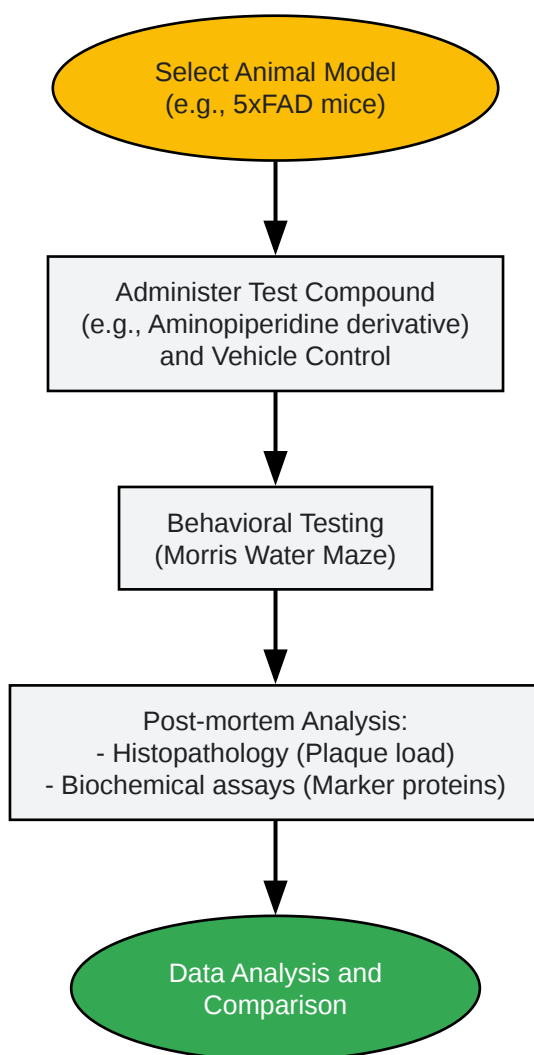 Select Animal Model
(e.g., 5xFAD mice)
Administer Test Compound
(e.g., Aminopiperidine derivative)
and Vehicle Control
Behavioral Testing
(Morris Water Maze)
Post-mortem Analysis:
- Histopathology (Plaque load)
- Biochemical assays (Marker proteins)
Data Analysis and
Comparison